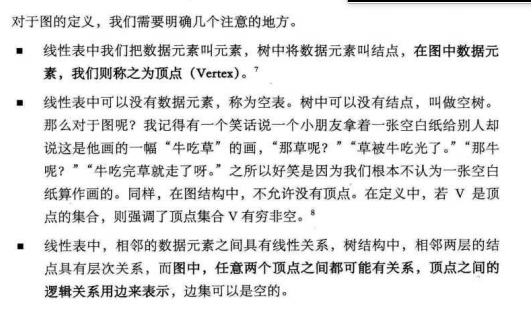 对于图的定义，我们需要明确几个注意的地方。
■ 线性表中我们把数据元素叫元素，树中将数据元素叫结点，在图中数据元
素，我们则称之为顶点（Vertex）。7
■ 线性表中可以没有数据元素，称为空表。树中可以没有结点，叫做空树。
那么对于图呢？我记得有一个笑话说一个小朋友拿着一张空白纸给别人却
说这是他画的一幅“牛吃草”的画，“那草呢？”“草被牛吃光了。”“那牛
呢？”“牛吃完草就走了呀。”之所以好笑是因为我们根本不认为一张空白
纸算作画的。同样，在图结构中，不允许没有顶点。在定义中，若 V 是顶
点的集合，则强调了顶点集合 V 有穷非空。8
■ 线性表中，相邻的数据元素之间具有线性关系，树结构中，相邻两层的结
点具有层次关系，而图中，任意两个顶点之间都可能有关系，顶点之间的
逻辑关系用边来表示，边集可以是空的。